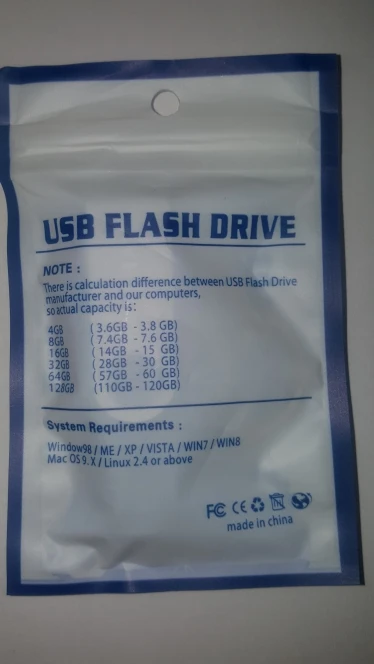 USB FLASH DRIVE
NOTE :
There is calculation difference between USB Flash Drive
manufacturer and our computers,
so actual capacity is:
4GB ( 3.6GB - 3.8 GB)
8GB ( 7.4GB - 7.6 GB)
16GB ( 14GB - 15 GB)
32GB ( 28GB - 30 GB)
64GB ( 57GB - 60 GB)
128GB (110GB - 120GB)
System Requirements :
Window98 / ME / XP / VISTA / WIN7 / WIN8
Mac OS 9. X / Linux 2.4 or above
FC CE
made in china